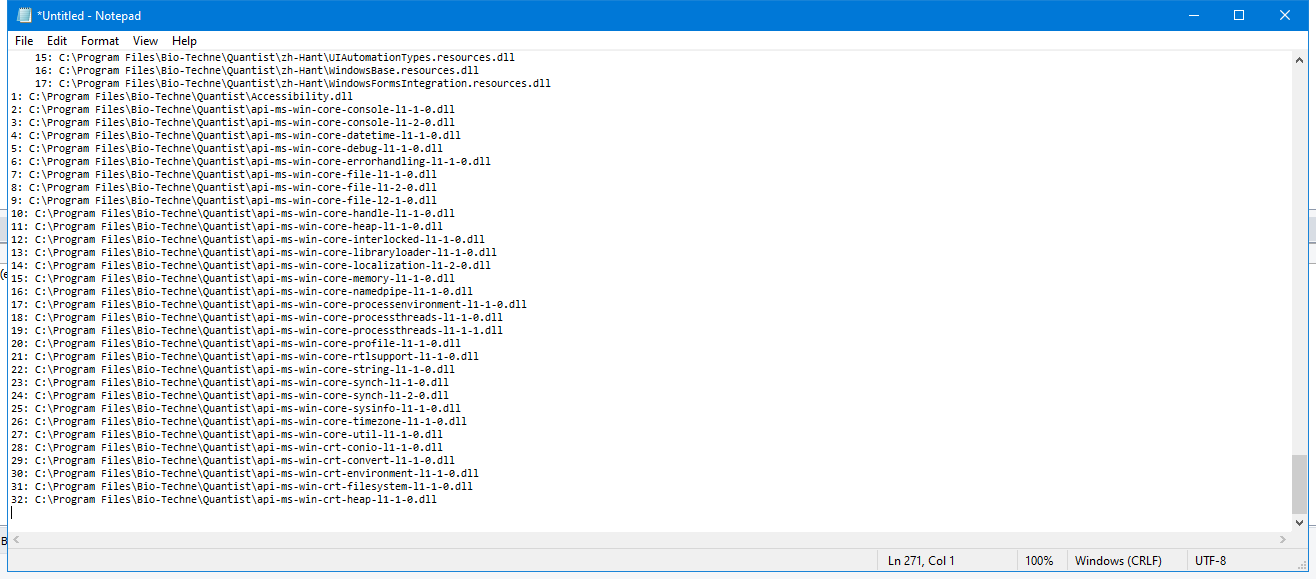 *Untitled - Notepad
File Edit Format View Help
15: C:\Program Files\Bio-Techne\Quantist\zh-Hant\UIAutomationTypes.resources.dll
16: C:\Program Files\Bio-Techne\Quantist\zh-Hant\WindowsBase.resources.dll
17: C:\Program Files\Bio-Techne\Quantist\zh-Hant\WindowsFormsIntegration.resources.dll
1: C:\Program Files\Bio-Techne\Quantist\Accessibility.dll
2: C:\Program Files\Bio-Techne\Quantist\api-ms-win-core-console-l1-1-0.dll
3: C:\Program Files\Bio-Techne\Quantist\api-ms-win-core-console-l1-2-0.dll
4: C:\Program Files\Bio-Techne\Quantist\api-ms-win-core-datetime-l1-1-0.dll
5: C:\Program Files\Bio-Techne\Quantist\api-ms-win-core-debug-l1-1-0.dll
6: C:\Program Files\Bio-Techne\Quantist\api-ms-win-core-errorhandling-l1-1-0.dll
7: C:\Program Files\Bio-Techne\Quantist\api-ms-win-core-file-l1-1-0.dll
8: C:\Program Files\Bio-Techne\Quantist\api-ms-win-core-file-l1-2-0.dll
9: C:\Program Files\Bio-Techne\Quantist\api-ms-win-core-file-l2-1-0.dll
10: C:\Program Files\Bio-Techne\Quantist\api-ms-win-core-handle-l1-1-0.dll
11: C:\Program Files\Bio-Techne\Quantist\api-ms-win-core-heap-l1-1-0.dll
12: C:\Program Files\Bio-Techne\Quantist\api-ms-win-core-interlocked-l1-1-0.dll
13: C:\Program Files\Bio-Techne\Quantist\api-ms-win-core-libraryloader-l1-1-0.dll
14: C:\Program Files\Bio-Techne\Quantist\api-ms-win-core-localization-l1-2-0.dll
15: C:\Program Files\Bio-Techne\Quantist\api-ms-win-core-memory-l1-1-0.dll
16: C:\Program Files\Bio-Techne\Quantist\api-ms-win-core-namedpipe-l1-1-0.dll
17: C:\Program Files\Bio-Techne\Quantist\api-ms-win-core-processenvironment-l1-1-0.dll
18: C:\Program Files\Bio-Techne\Quantist\api-ms-win-core-processthreads-l1-1-0.dll
19: C:\Program Files\Bio-Techne\Quantist\api-ms-win-core-processthreads-l1-1-1.dll
20: C:\Program Files\Bio-Techne\Quantist\api-ms-win-core-profile-l1-1-0.dll
21: C:\Program Files\Bio-Techne\Quantist\api-ms-win-core-rtlsupport-l1-1-0.dll
22: C:\Program Files\Bio-Techne\Quantist\api-ms-win-core-string-l1-1-0.dll
23: C:\Program Files\Bio-Techne\Quantist\api-ms-win-core-synch-l1-1-0.dll
24: C:\Program Files\Bio-Techne\Quantist\api-ms-win-core-synch-l1-2-0.dll
25: C:\Program Files\Bio-Techne\Quantist\api-ms-win-core-sysinfo-l1-1-0.dll
26: C:\Program Files\Bio-Techne\Quantist\api-ms-win-core-timezone-l1-1-0.dll
27: C:\Program Files\Bio-Techne\Quantist\api-ms-win-core-util-l1-1-0.dll
28: C:\Program Files\Bio-Techne\Quantist\api-ms-win-crt-conio-l1-1-0.dll
29: C:\Program Files\Bio-Techne\Quantist\api-ms-win-crt-convert-l1-1-0.dll
30: C:\Program Files\Bio-Techne\Quantist\api-ms-win-crt-environment-l1-1-0.dll
31: C:\Program Files\Bio-Techne\Quantist\api-ms-win-crt-filesystem-l1-1-0.dll
32: C:\Program Files\Bio-Techne\Quantist\api-ms-win-crt-heap-l1-1-0.dll
Ln 271, Col 1 100% Windows (CRLF) UTF-8